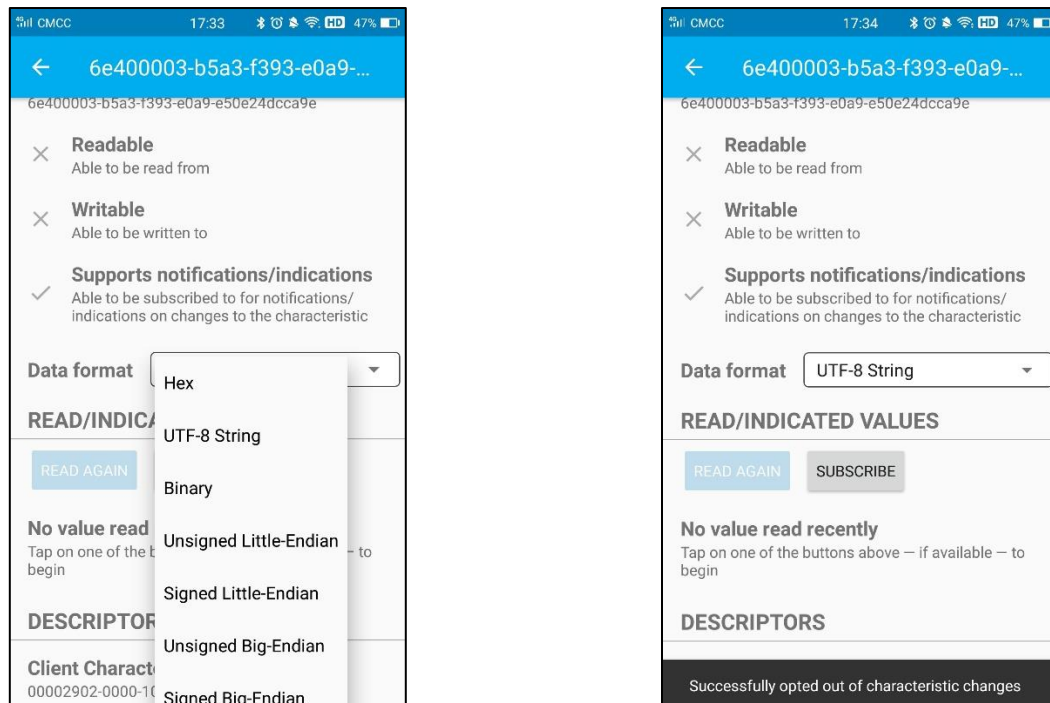 CMCC 17:33 HD 47%
6e400003-b5a3-f393-e0a9-...
6e400003-b5a3-f393-e0a9-e50e24dcca9e
Readable
Able to be read from
Writable
Able to be written to
Supports notifications/indications
Able to be subscribed to for notifications/
indications on changes to the characteristic
Data format
Hex
READ/INDICA
UTF-8 String
READ AGAIN
Binary
No value read
Unsigned Little-Endian
Tap on one of the b – to
begin
Signed Little-Endian
DESCRIPTOR
Unsigned Big-Endian
Client Charact
00002902-0000-10
Signed Big-Endian
CMCC 17:34 HD 47%
6e400003-b5a3-f393-e0a9-...
6e400003-b5a3-f393-e0a9-e50e24dcca9e
Readable
Able to be read from
Writable
Able to be written to
Supports notifications/indications
Able to be subscribed to for notifications/
indications on changes to the characteristic
Data format UTF-8 String
READ/INDICATED VALUES
READ AGAIN SUBSCRIBE
No value read recently
Tap on one of the buttons above – if available – to
begin
DESCRIPTORS
Successfully opted out of characteristic changes